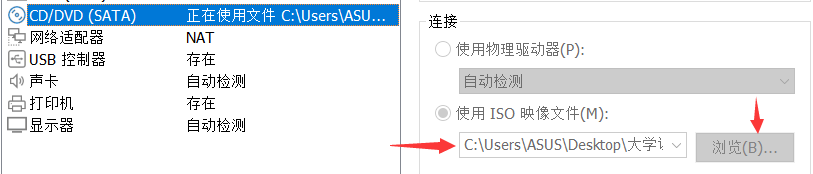 CD/DVD (SATA) 正在使用文件 C:\Users\ASU...
网络适配器 NAT
USB 控制器 存在
声卡 自动检测
打印机 存在
显示器 自动检测
连接
使用物理驱动器(P):
自动检测
使用 ISO 映像文件(M):
C:\Users\ASUS\Desktop\大学
浏览(B)...